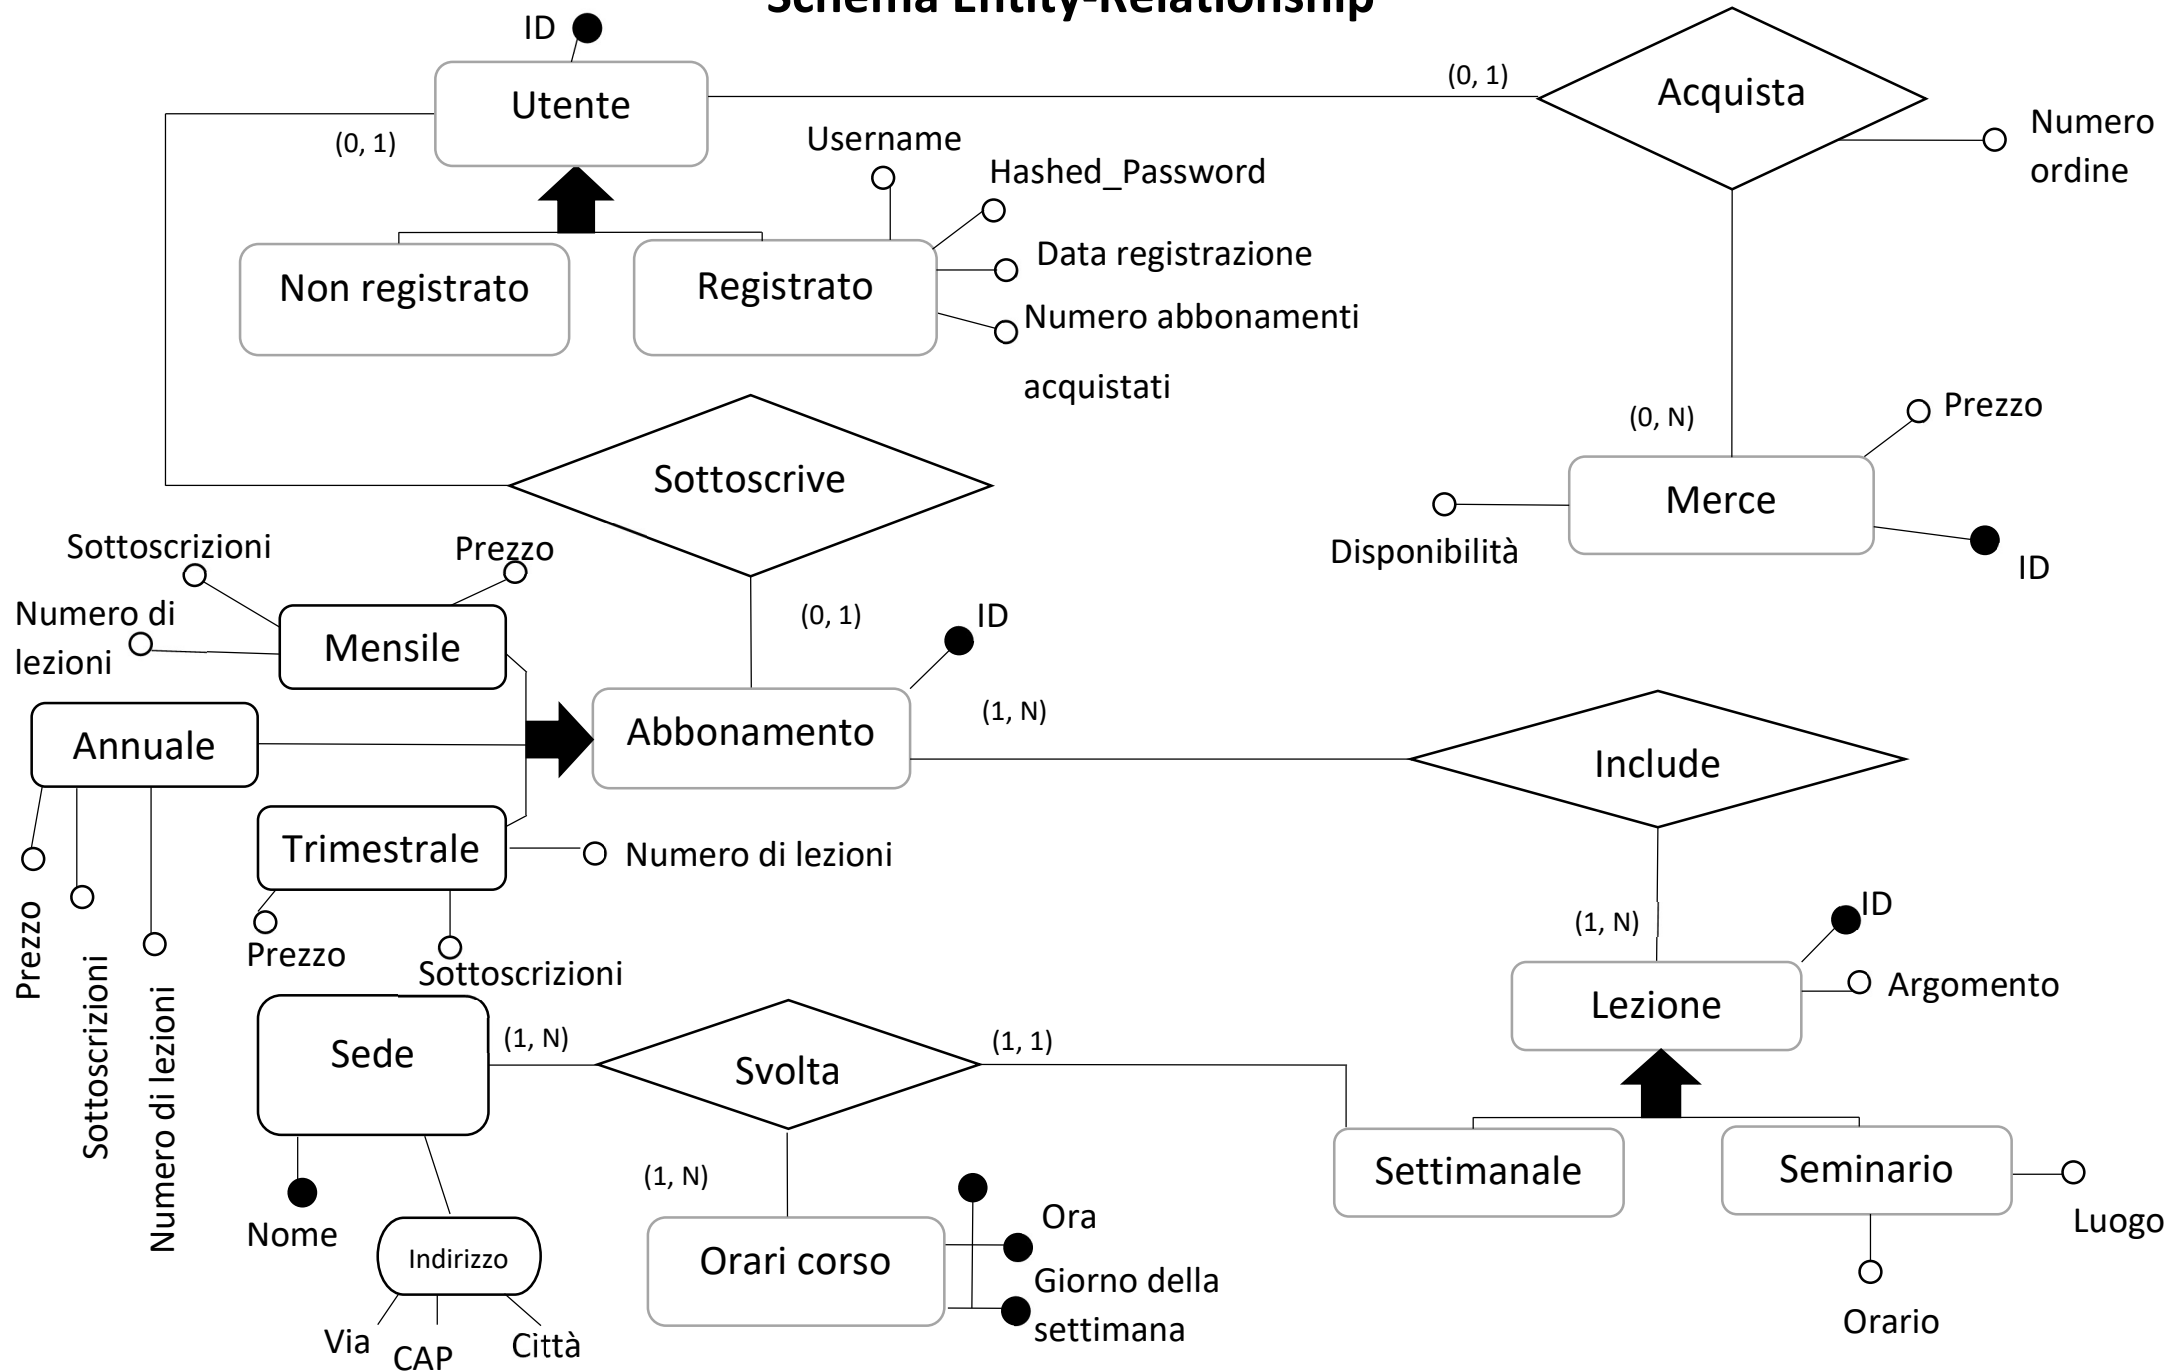 Schema Entity-Relationship
ID
Utente
(0, 1)
Acquista
Numero
ordine
(0, 1)
Username
Hashed_Password
Data registrazione
Numero abbonamenti
acquistati
Non registrato
Registrato
Sottoscrive
(0, N)
Prezzo
Merce
Disponibilità
ID
Sottoscrizioni
Prezzo
Numero di
lezioni
Mensile
(0, 1)
ID
Annuale
Abbonamento
(1, N)
Include
Trimestrale
Numero di lezioni
Prezzo
Sottoscrizioni
Numero di lezioni
Prezzo
Sottoscrizioni
(1, N)
ID
Lezione
Argomento
Sede
(1, N)
Svolta
(1, 1)
Settimanale
Seminario
Luogo
Orario
Nome
Indirizzo
Via
CAP
Città
(1, N)
Orari corso
Ora
Giorno della
settimana